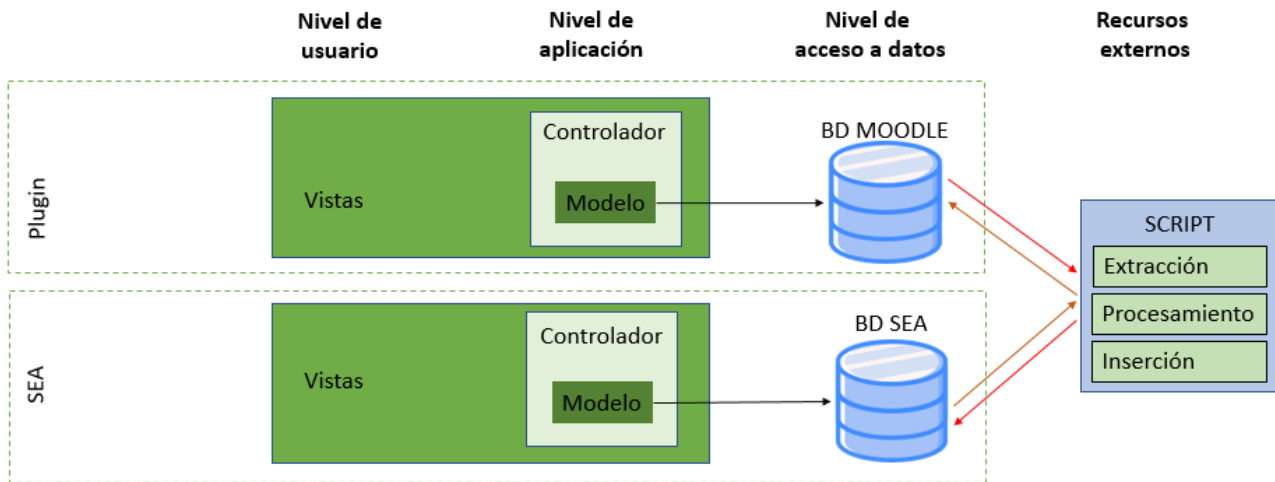 Nivel de
usuario
Nivel de
aplicación
Nivel de
acceso a datos
Recursos
externos
Plugin
Vistas
Controlador
Modelo
BD MOODLE
SCRIPT
Extracción
Procesamiento
Inserción
SEA
Vistas
Controlador
Modelo
BD SEA